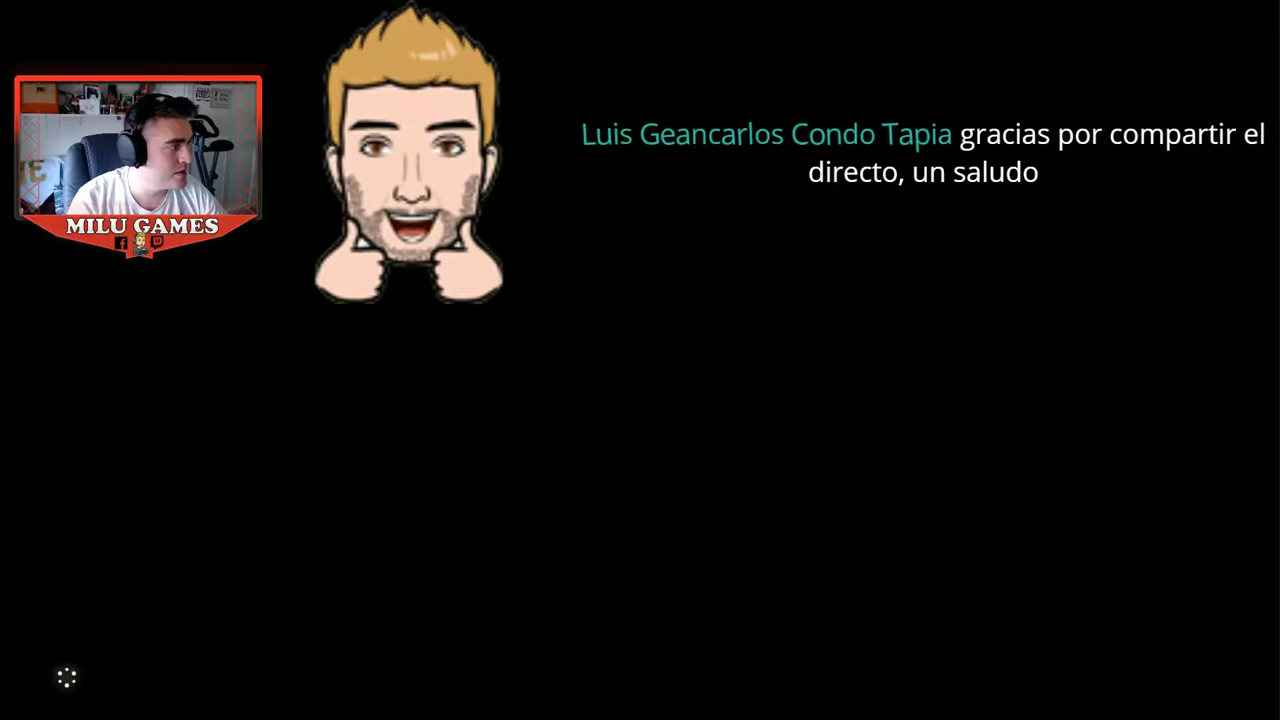 Luis Geancarlos Condo Tapia gracias por compartir el
directo, un saludo
MILU GAMES